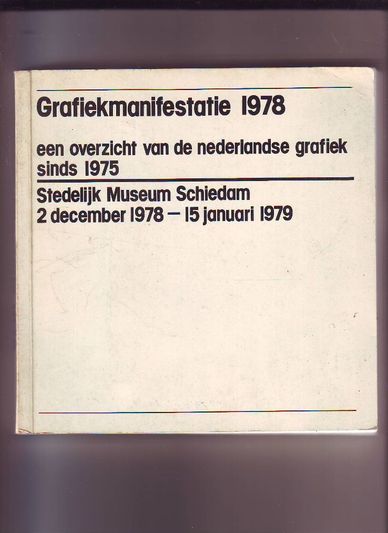 Grafiekmanifestatie 1978
een overzicht van de nederlandse grafiek
sinds 1975
Stedelijk Museum Schiedam
2 december 1978 — 15 januari 1979